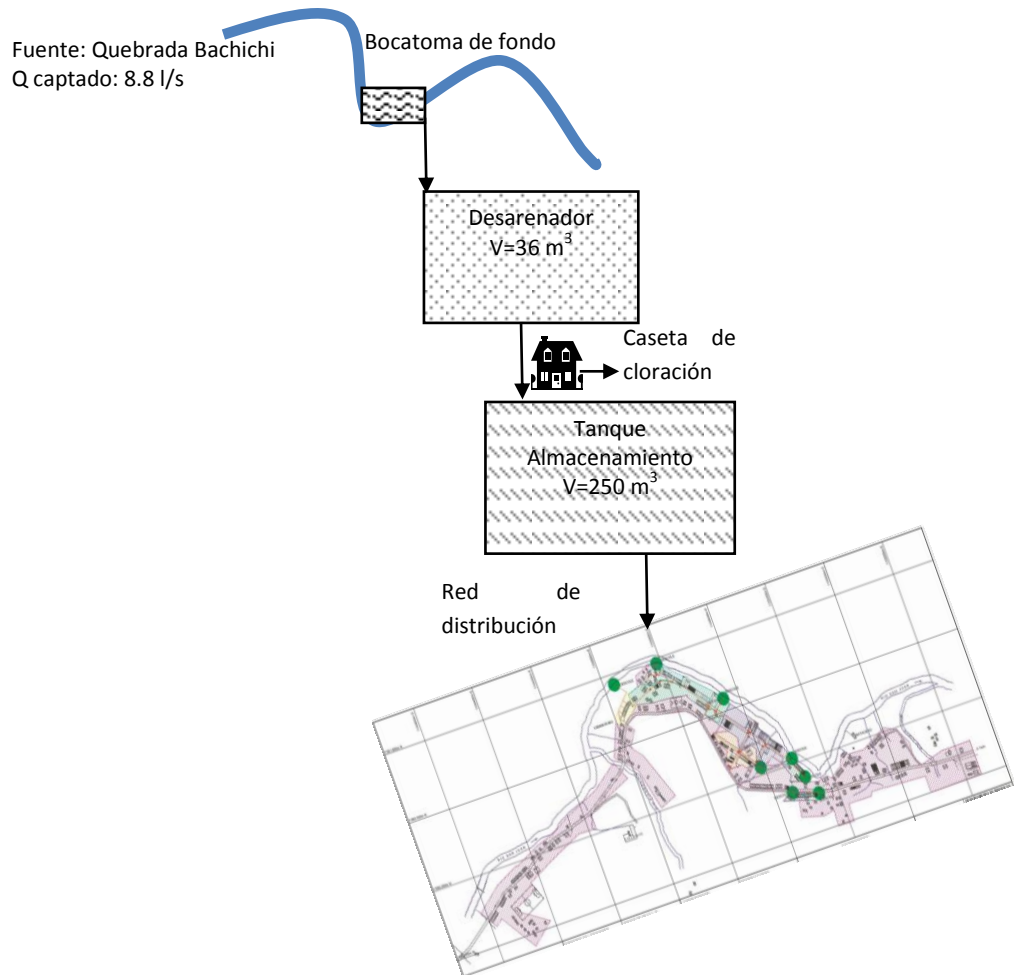 Fuente: Quebrada Bachichi
Q captado: 8.8 l/s
Bocatoma de fondo
Desarenador
V=36 m³
Caseta de
cloración
Tanque
Almacenamiento
V=250 m³
Red de
distribución